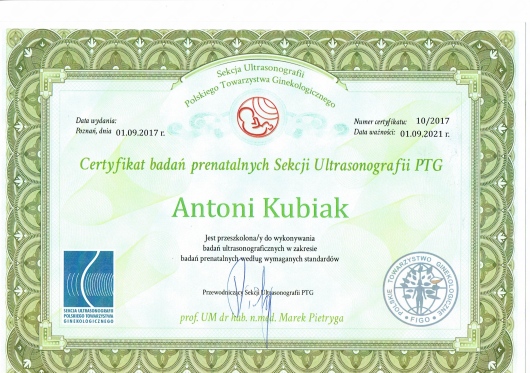 Sekcja Ultrasonografii
Polskiego Towarzystwa Ginekologicznego
Data wydania:
Poznań, dnia 01.09.2017 r.
Numer certyfikatu: 10/2017
Data ważności: 01.09.2021 r.
Certyfikat badań prenatalnych Sekcji Ultrasonografii PTG
Antoni Kubiak
Jest przeszkolona/y do wykonywania
badań ultrasonograficznych w zakresie
badań prenatalnych według wymaganych standardów
Przewodniczący Sekcji Ultrasonografii PTG
prof. UM dr hab. n.med. Marek Pietryga
SEKCJA ULTRASONOGRAFII
POLSKIEGO TOWARZYSTWA
GINEKOLOGICZNEGO
POLSKIE TOWARZYSTWO GINEKOLOGICZNE
FIGO